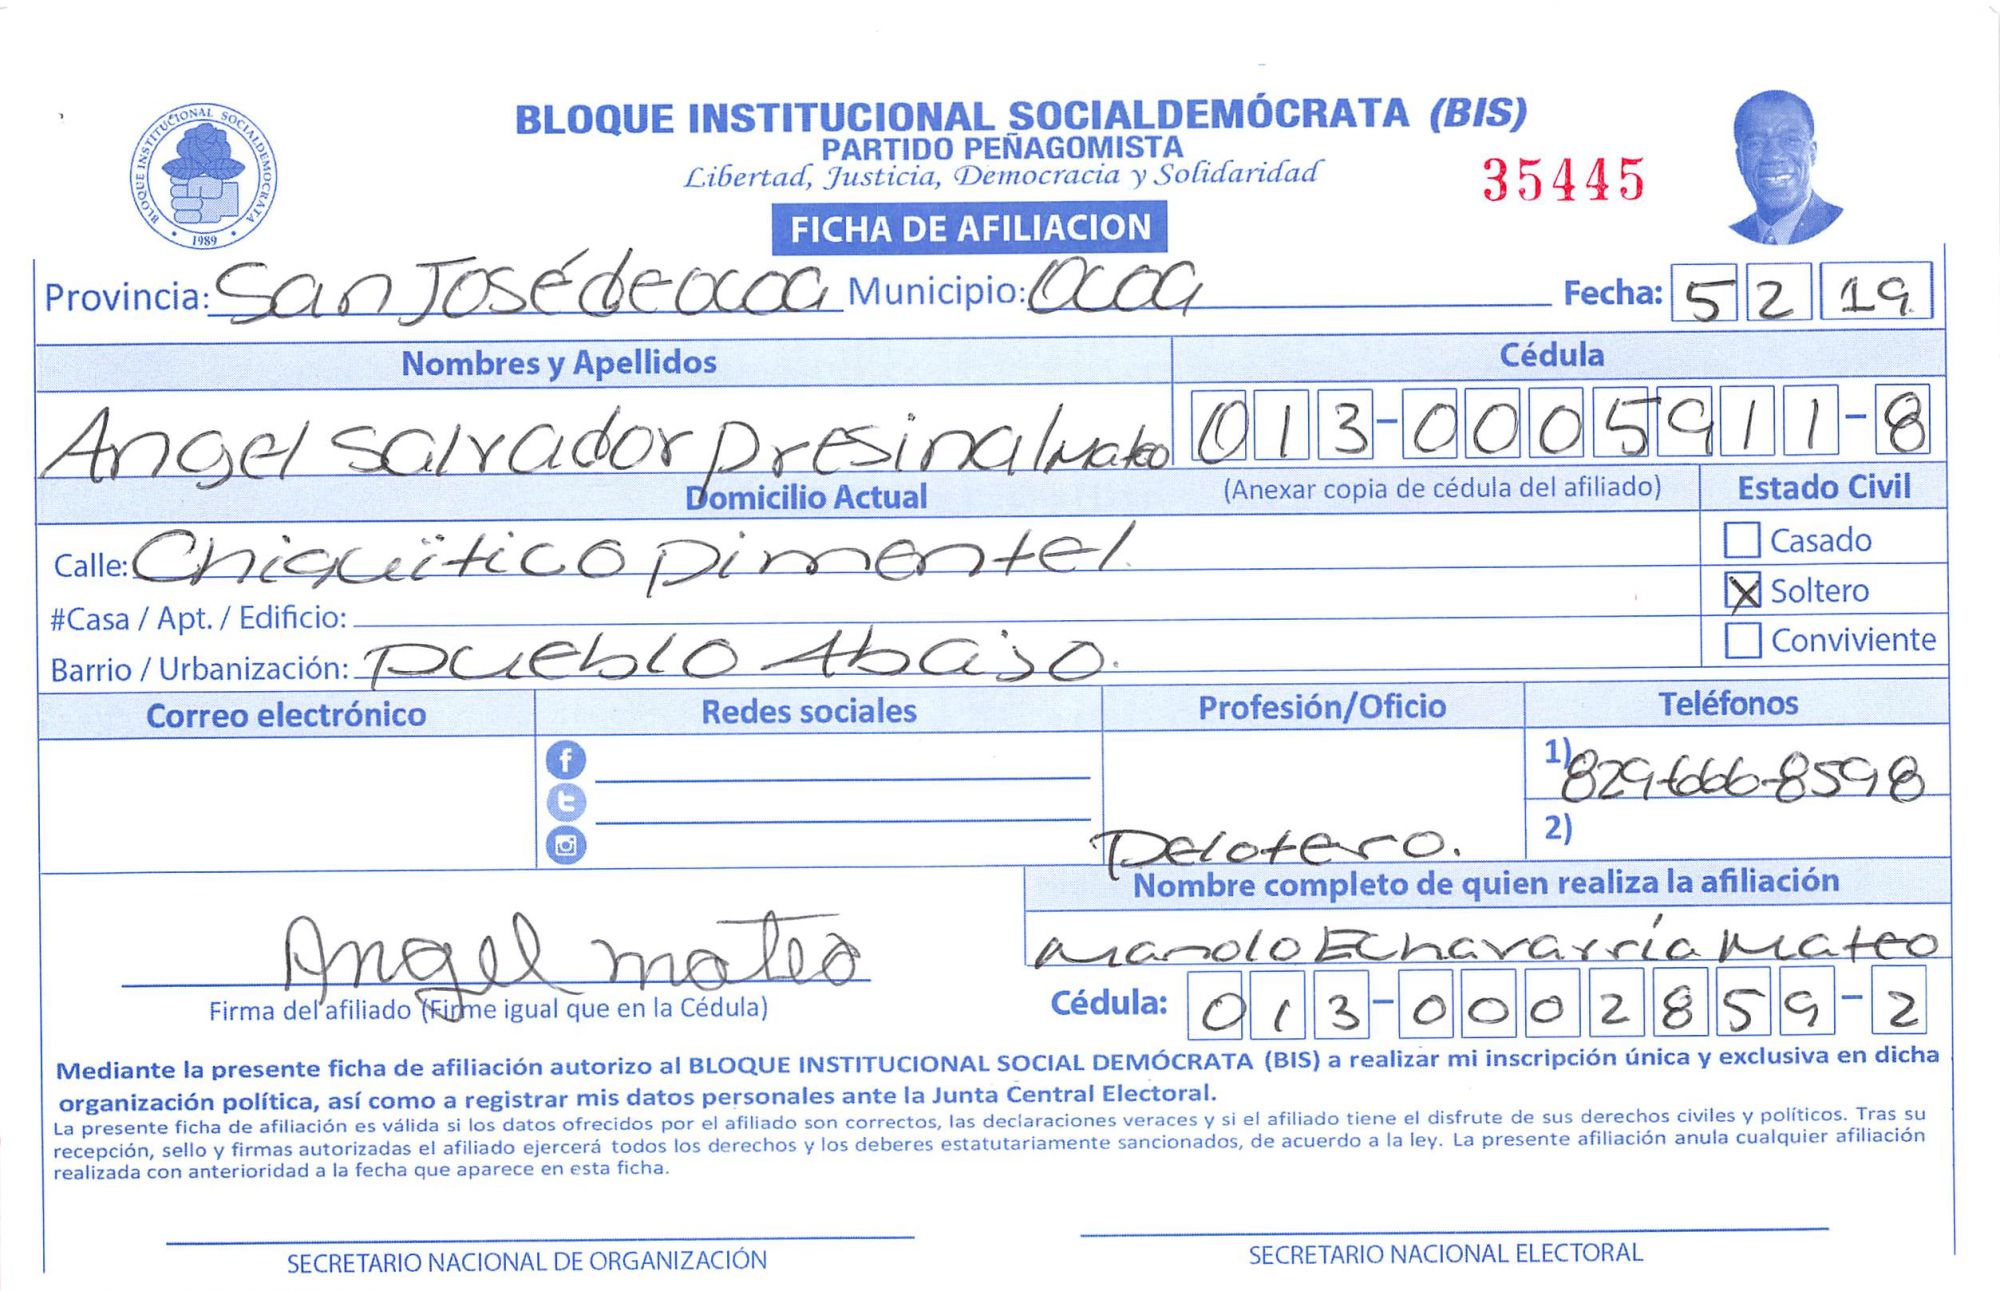 BLOQUE INSTITUCIONAL SOCIALDEMOCRATA
1989
BLOQUE INSTITUCIONAL SOCIALDEMÓCRATA (BIS)
PARTIDO PEÑAGOMISTA
Libertad, Justicia, Democracia y Solidaridad
35445
FICHA DE AFILIACION
Provincia: San José de ocoa Municipio: Ocoa Fecha: 5 2 19
Nombres y Apellidos Cédula
Angel Salvador presinal Mateo 013-0005911-8
Domicilio Actual (Anexar copia de cédula del afiliado) Estado Civil
Calle: Chiquïtico pimentel. Casado
#Casa / Apt. / Edificio: X Soltero
Barrio / Urbanización: pueblo Abajo. Conviviente
Correo electrónico Redes sociales Profesión/Oficio Teléfonos
1) 829-666-8598
Pelotero. 2)
Nombre completo de quien realiza la afiliación
Angel mateo Manolo Echavarría Mateo
Firma del afiliado (Firme igual que en la Cédula) Cédula: 013-0002859-2
Mediante la presente ficha de afiliación autorizo al BLOQUE INSTITUCIONAL SOCIAL DEMÓCRATA (BIS) a realizar mi inscripción única y exclusiva en dicha
organización política, así como a registrar mis datos personales ante la Junta Central Electoral.
La presente ficha de afiliación es válida si los datos ofrecidos por el afiliado son correctos, las declaraciones veraces y si el afiliado tiene el disfrute de sus derechos civiles y políticos. Tras su
recepción, sello y firmas autorizadas el afiliado ejercerá todos los derechos y los deberes estatutariamente sancionados, de acuerdo a la ley. La presente afiliación anula cualquier afiliación
realizada con anterioridad a la fecha que aparece en esta ficha.
SECRETARIO NACIONAL DE ORGANIZACIÓN SECRETARIO NACIONAL ELECTORAL